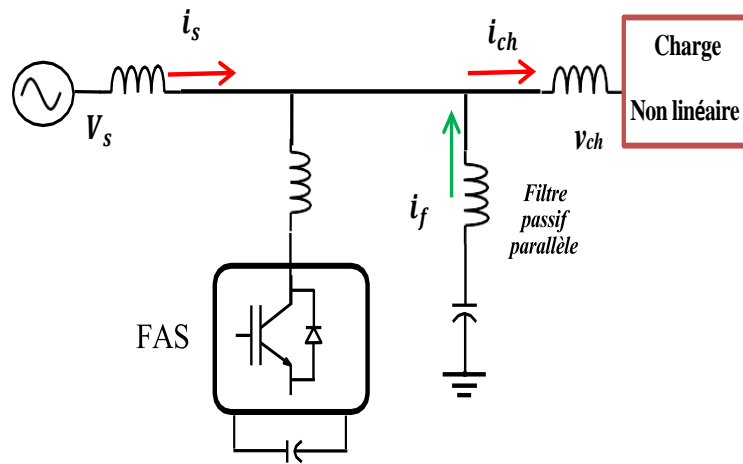 i_s
i_ch
Charge
Non linéaire
V_s
v_ch
i_f
Filtre
passif
parallèle
FAS